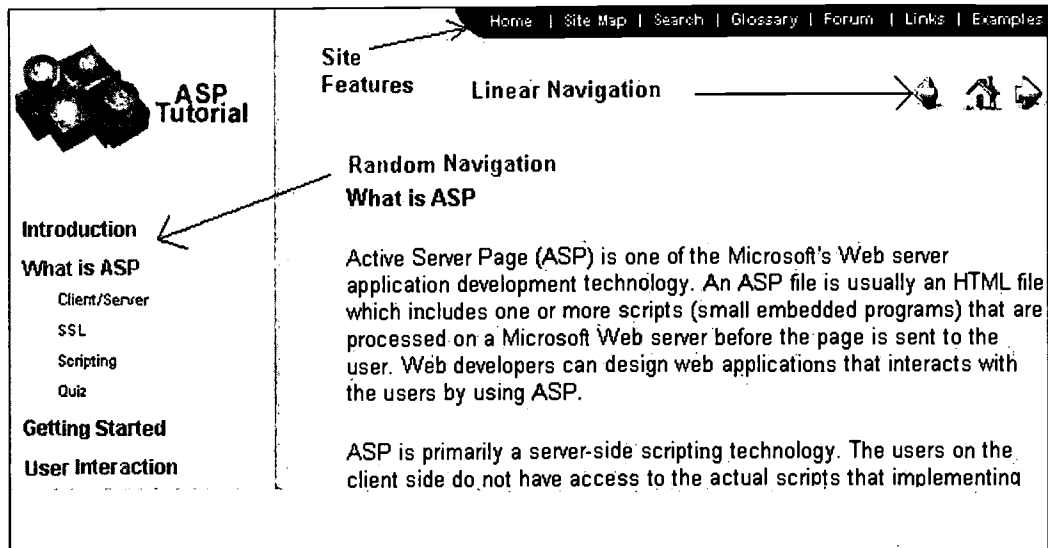 Home | Site Map | Search | Glossary | Forum | Links | Examples
Site
Features
Linear Navigation
ASP
Tutorial
Random Navigation
What is ASP
Introduction
What is ASP
Client/Server
SSL
Scripting
Quiz
Getting Started
User Interaction
Active Server Page (ASP) is one of the Microsoft's Web server
application development technology. An ASP file is usually an HTML file
which includes one or more scripts (small embedded programs) that are
processed on a Microsoft Web server before the page is sent to the
user. Web developers can design web applications that interacts with
the users by using ASP.
ASP is primarily a server-side scripting technology. The users on the
client side do not have access to the actual scripts that implementing